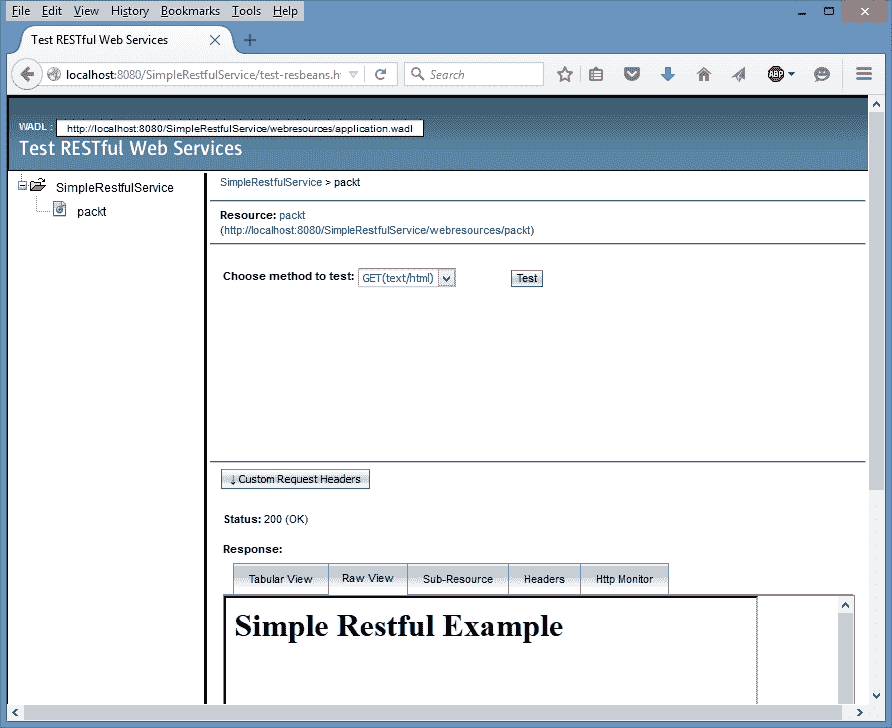 File Edit View History Bookmarks Tools Help
Test RESTful Web Services
localhost:8080/SimpleRestfulService/test-resbeans.h
Search
ABP
WADL : http://localhost:8080/SimpleRestfulService/webresources/application.wadl
Test RESTful Web Services
SimpleRestfulService
packt
SimpleRestfulService > packt
Resource: packt
(http://localhost:8080/SimpleRestfulService/webresources/packt)
Choose method to test: GET(text/html) Test
↓ Custom Request Headers
Status: 200 (OK)
Response:
Tabular View Raw View Sub-Resource Headers Http Monitor
Simple Restful Example